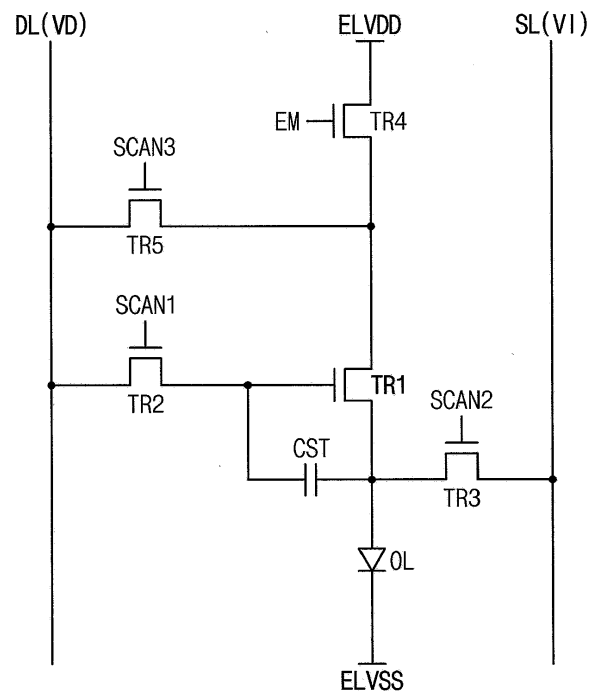 DL(VD) ELVDD SL(VI)
EM TR4
SCAN3
TR5
SCAN1
TR1
TR2
SCAN2
CST
TR3
OL
ELVSS